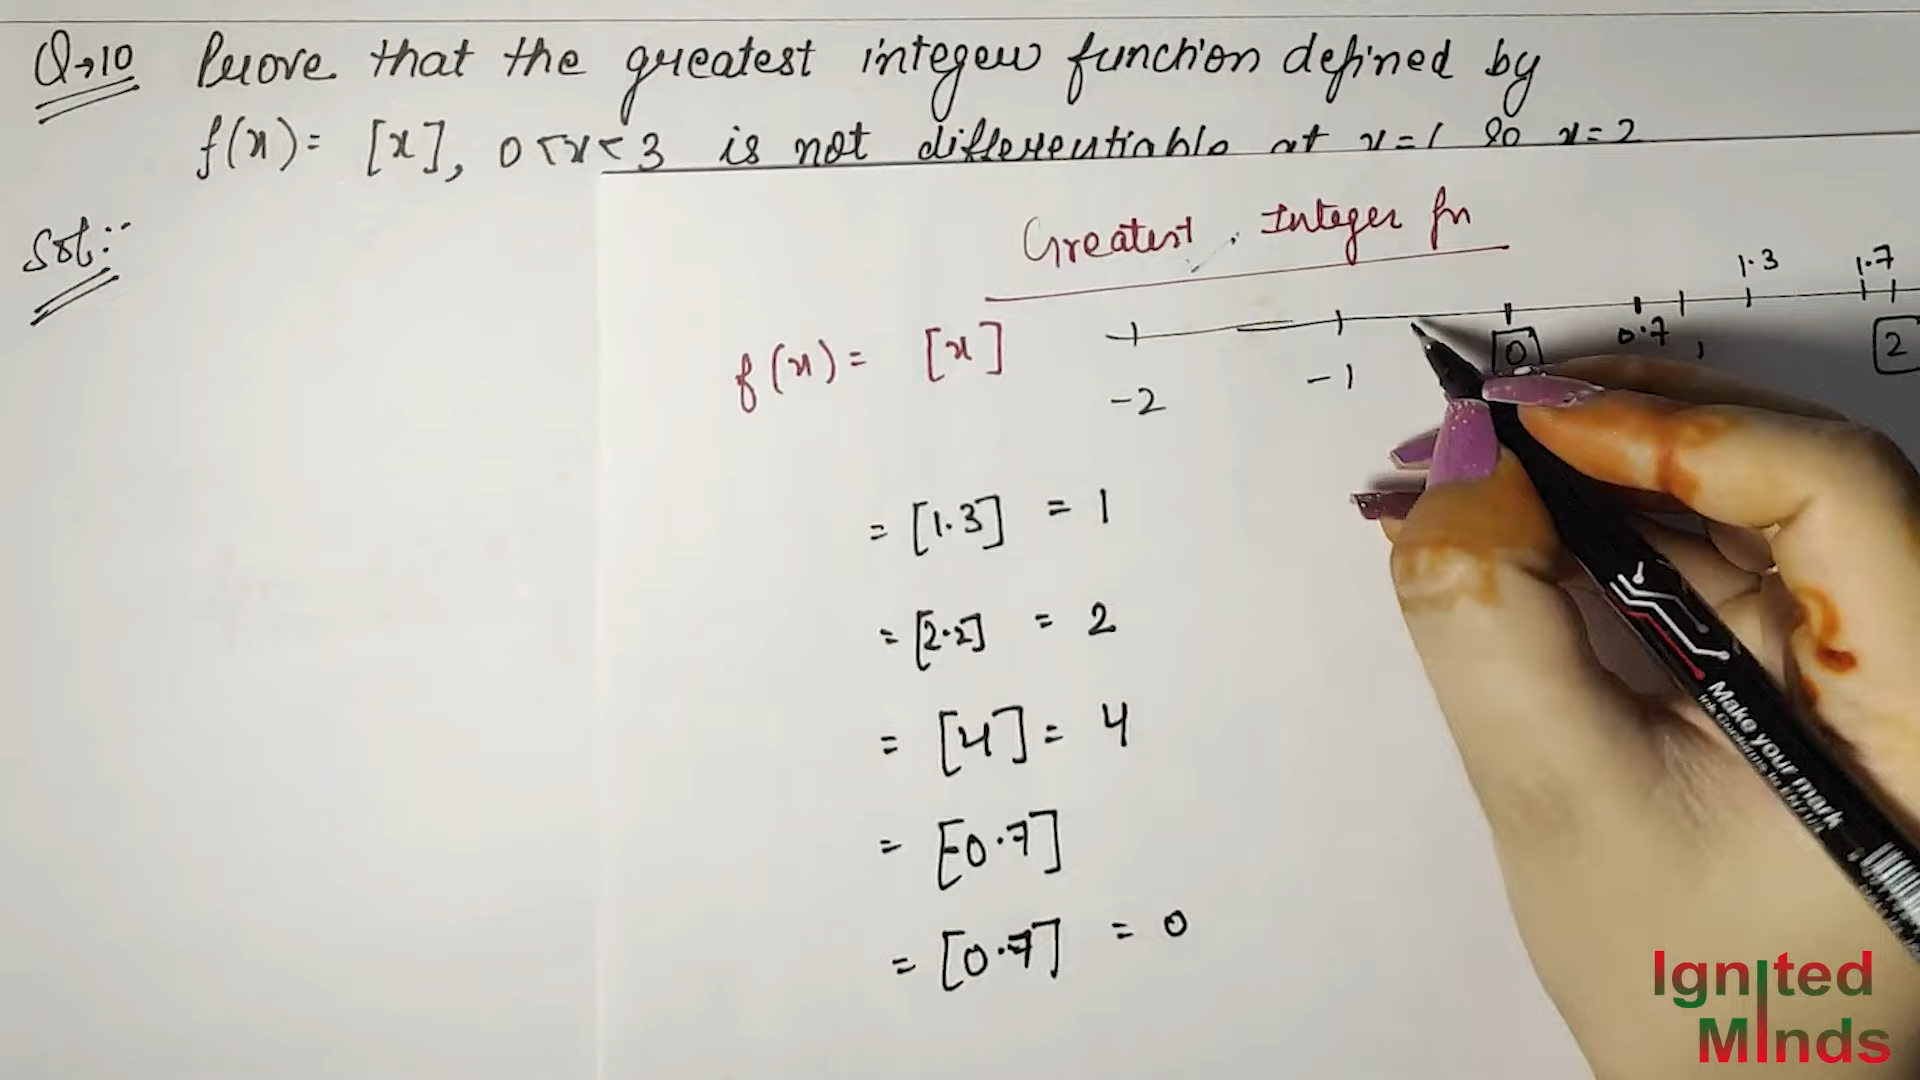 Q→10 Prove that the greatest integer function defined by
f(x) = [x], 0<x<3 is not differentiable at x=1 & x=2
Sol:-
Greatest Integer fn
f(x) = [x]
-2 -1 0 0.7 1 1.3 1.7 2
= [1.3] = 1
= [2.2] = 2
= [4] = 4
= [-0.7]
= [0.7] = 0
Make your mark
Ignited
Minds